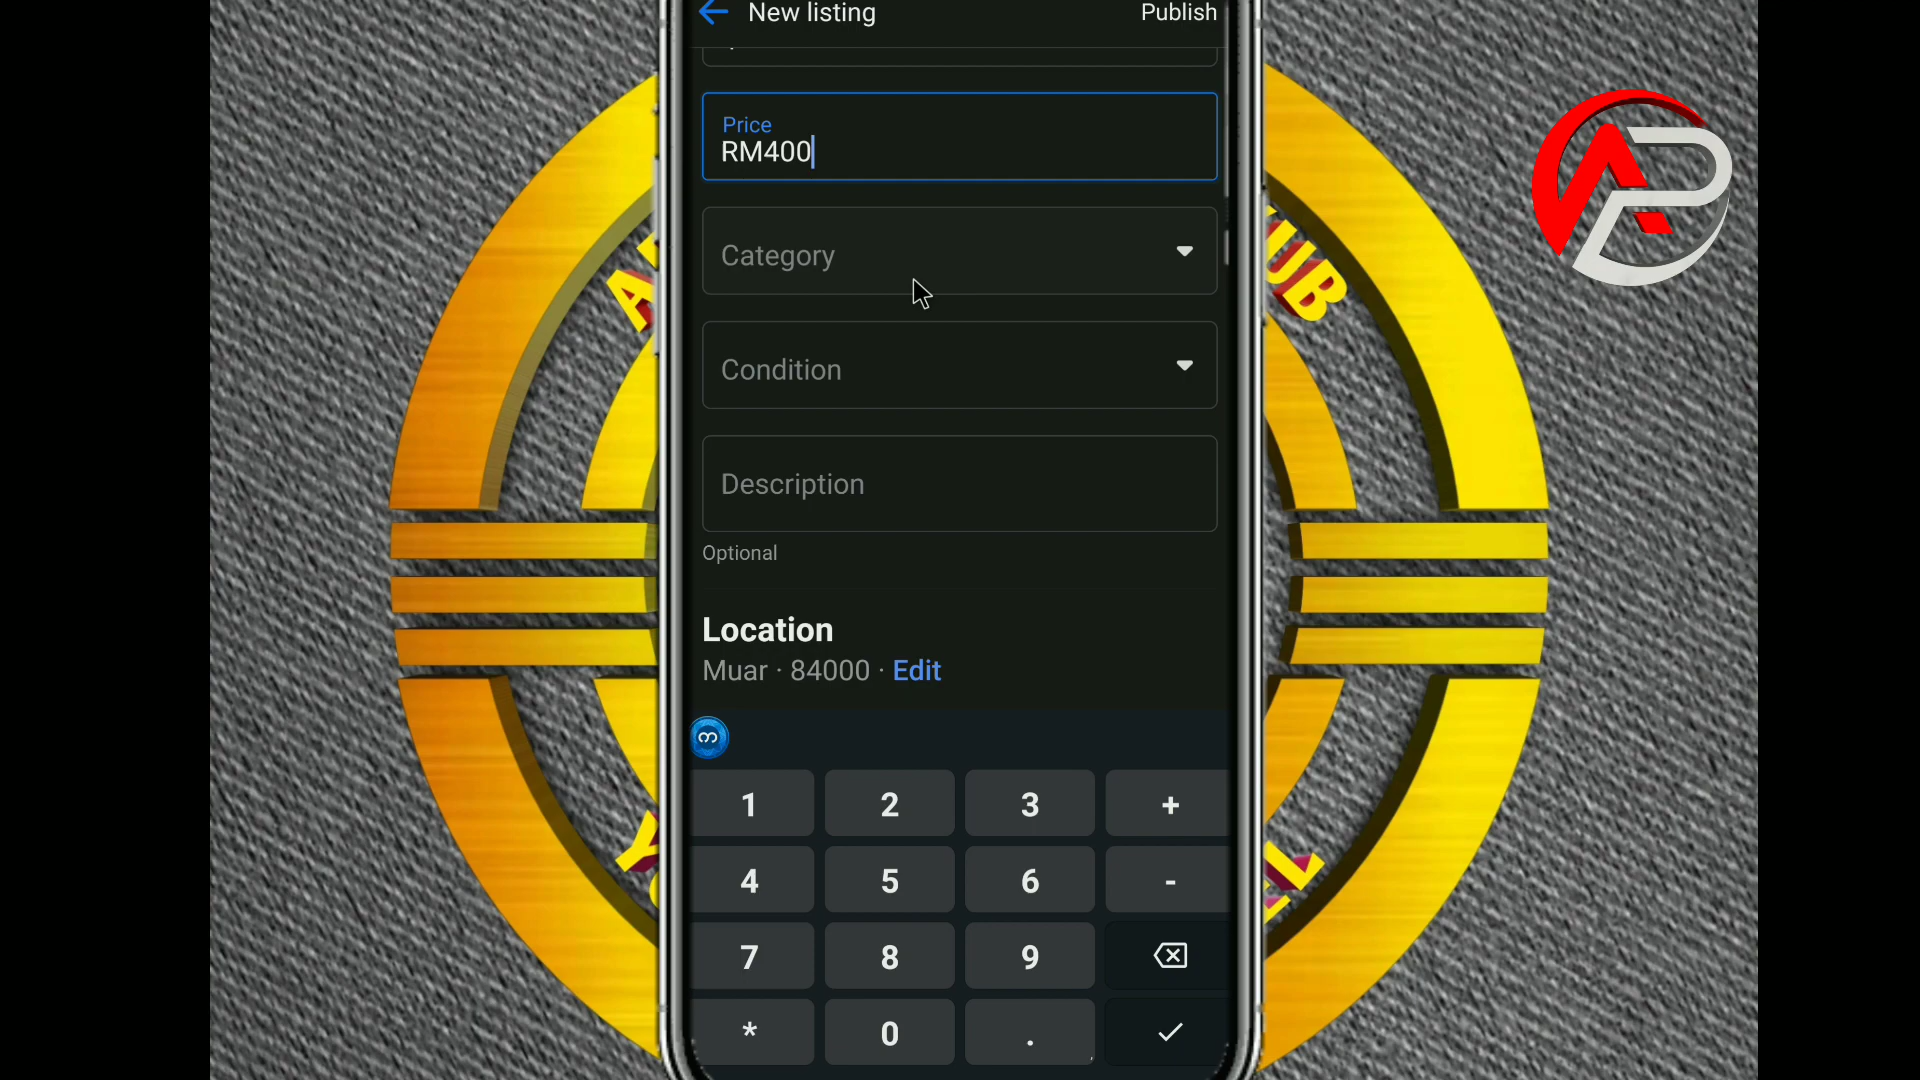 New listing
Publish
Price
RM400
Category
Condition
Description
Optional
Location
Muar · 84000 · Edit
1 2 3 +
4 5 6 -
7 8 9
* 0 .
UB